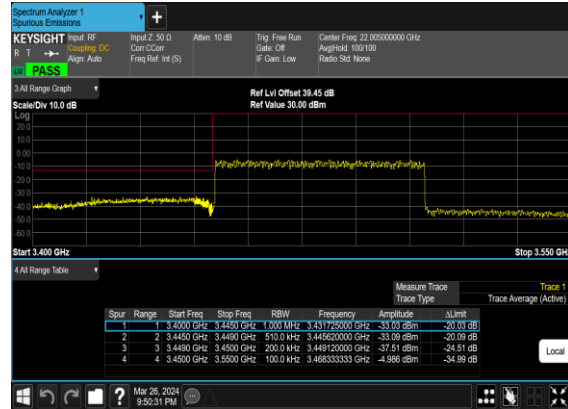 Spectrum Analyzer 1
Spurious Emissions
+
KEYSIGHT Input: RF Input Z: 50 Ω Atten: 10 dB Trig: Free Run Center Freq: 22.005000000 GHz
R T Coupling: DC Corr CCorr Gate: Off Avg|Hold: 100/100
Align: Auto Freq Ref: Int (S) IF Gain: Low Radio Std: None
LXI PASS
3 All Range Graph Ref Lvl Offset 39.45 dB
Scale/Div 10.0 dB Ref Value 30.00 dBm
Log
20.0
10.0
0.00
-10.0
-20.0
-30.0
-40.0
-50.0
-60.0
Start 3.400 GHz Stop 3.550 GHz
4 All Range Table
Measure Trace Trace 1
Trace Type Trace Average (Active)
Spur Range Start Freq Stop Freq RBW Frequency Amplitude ΔLimit
1 1 3.4000 GHz 3.4450 GHz 1.000 MHz 3.431725000 GHz -33.03 dBm -20.03 dB
2 2 3.4450 GHz 3.4490 GHz 510.0 kHz 3.445620000 GHz -33.09 dBm -20.09 dB
3 3 3.4490 GHz 3.4500 GHz 200.0 kHz 3.449120000 GHz -37.51 dBm -24.51 dB
4 4 3.4500 GHz 3.5500 GHz 100.0 kHz 3.468333333 GHz -4.986 dBm -34.99 dB
Local
? Mar 26, 2024
9:50:31 PM